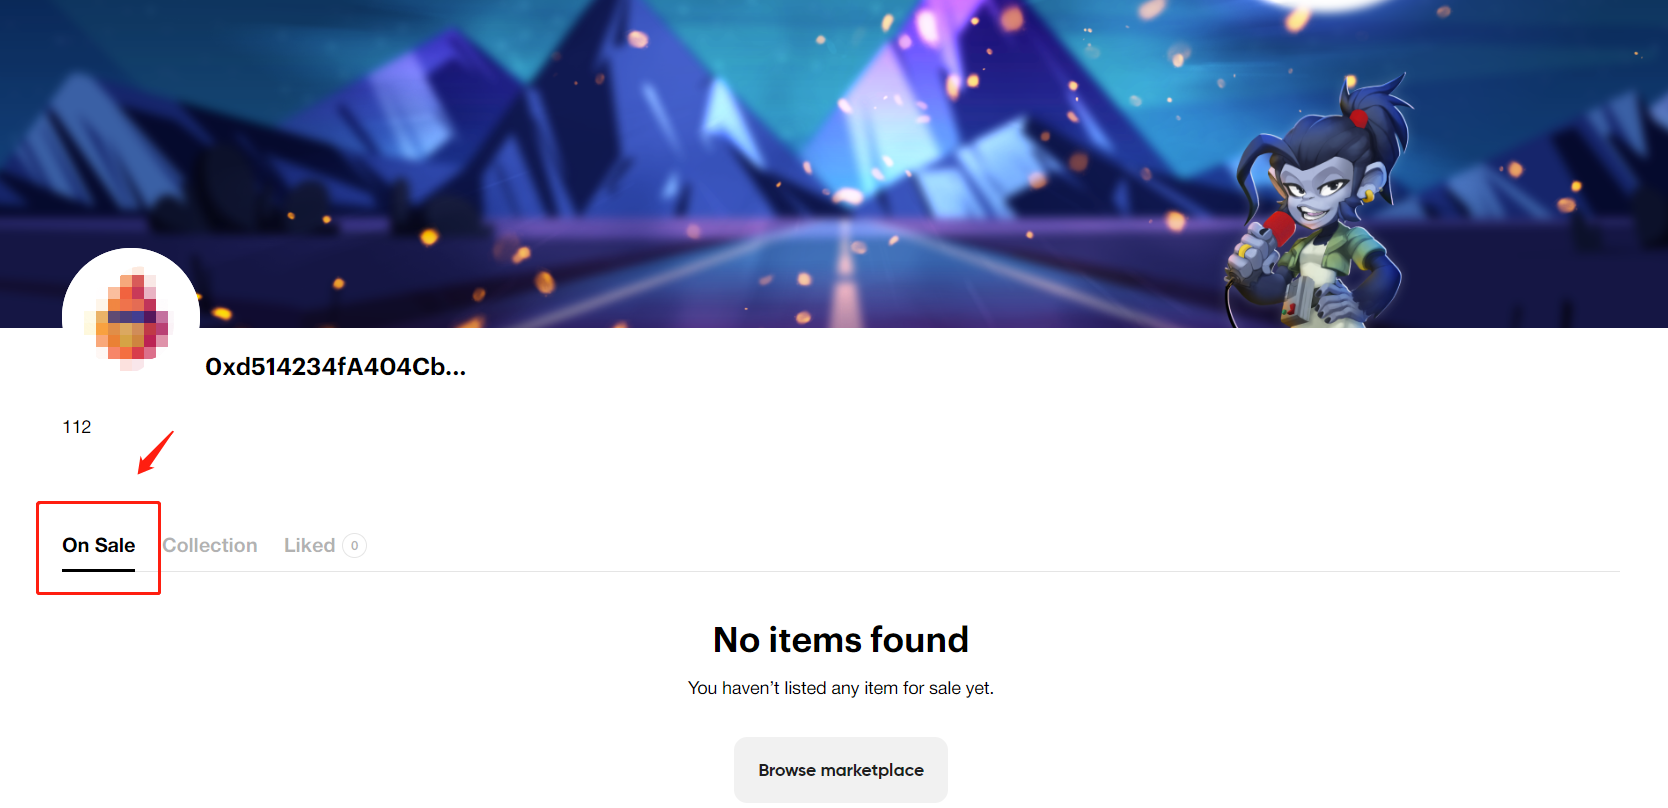 0xd514234fA404Cb...
112
On Sale Collection Liked 0
No items found
You haven’t listed any item for sale yet.
Browse marketplace